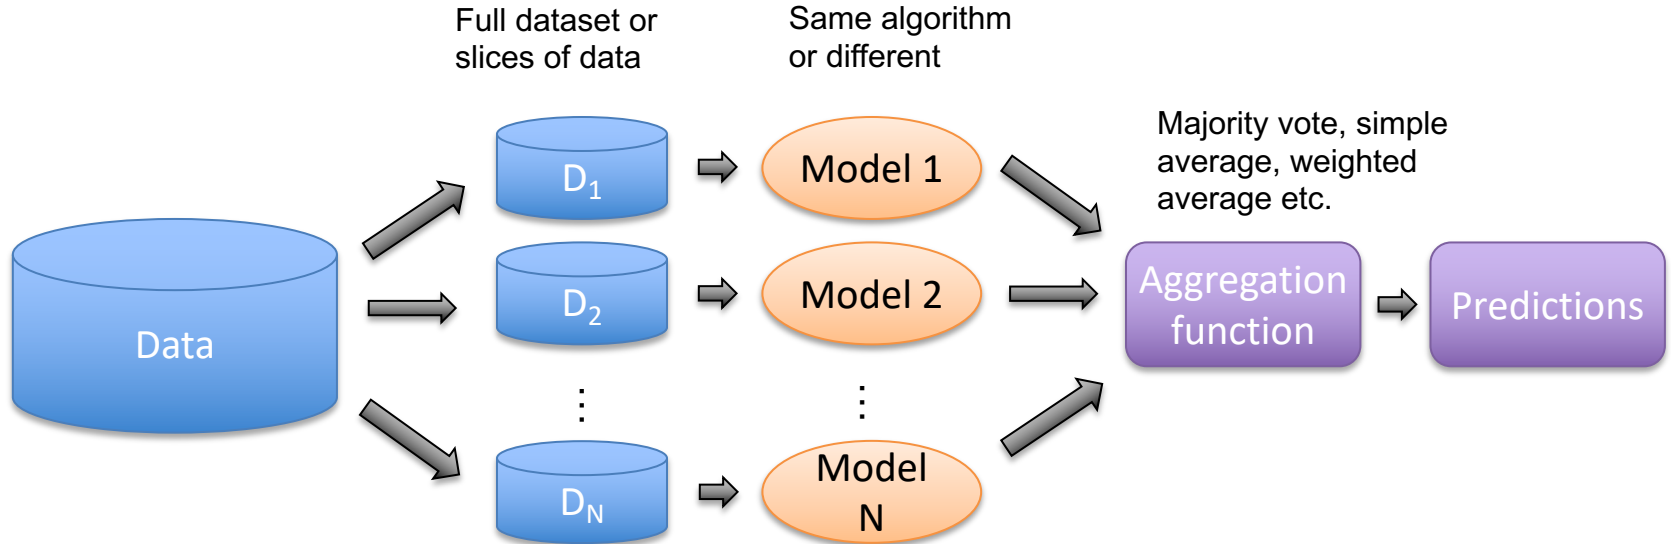 Full dataset or
slices of data
Same algorithm
or different
Majority vote, simple
average, weighted
average etc.
Data
D₁
D₂
⋮
D_N
Model 1
Model 2
⋮
Model
N
Aggregation
function
Predictions